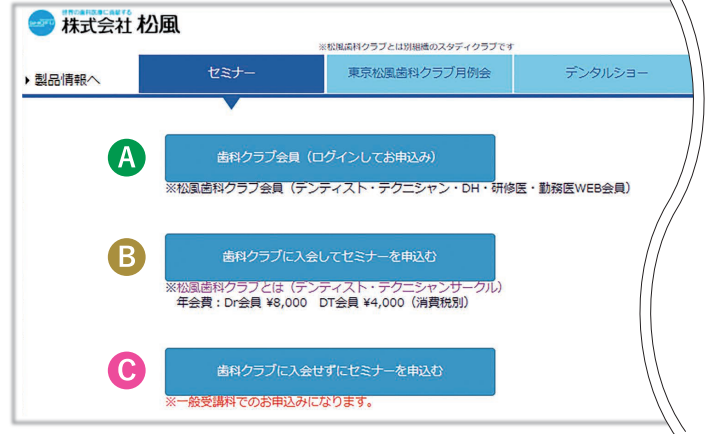 世界の歯科医療に貢献する
株式会社 松風
※松風歯科クラブとは別組織のスタディクラブです
製品情報へ
セミナー
東京松風歯科クラブ月例会
デンタルショー
A
歯科クラブ会員（ログインしてお申込み）
※松風歯科クラブ会員（デンティスト・テクニシャン・DH・研修医・勤務医WEB会員）
B
歯科クラブに入会してセミナーを申込む
※松風歯科クラブとは（デンティスト・テクニシャンサークル）
年会費：Dr会員 ¥8,000 DT会員 ¥4,000（消費税別）
C
歯科クラブに入会せずにセミナーを申込む
※一般受講料でのお申込みになります。